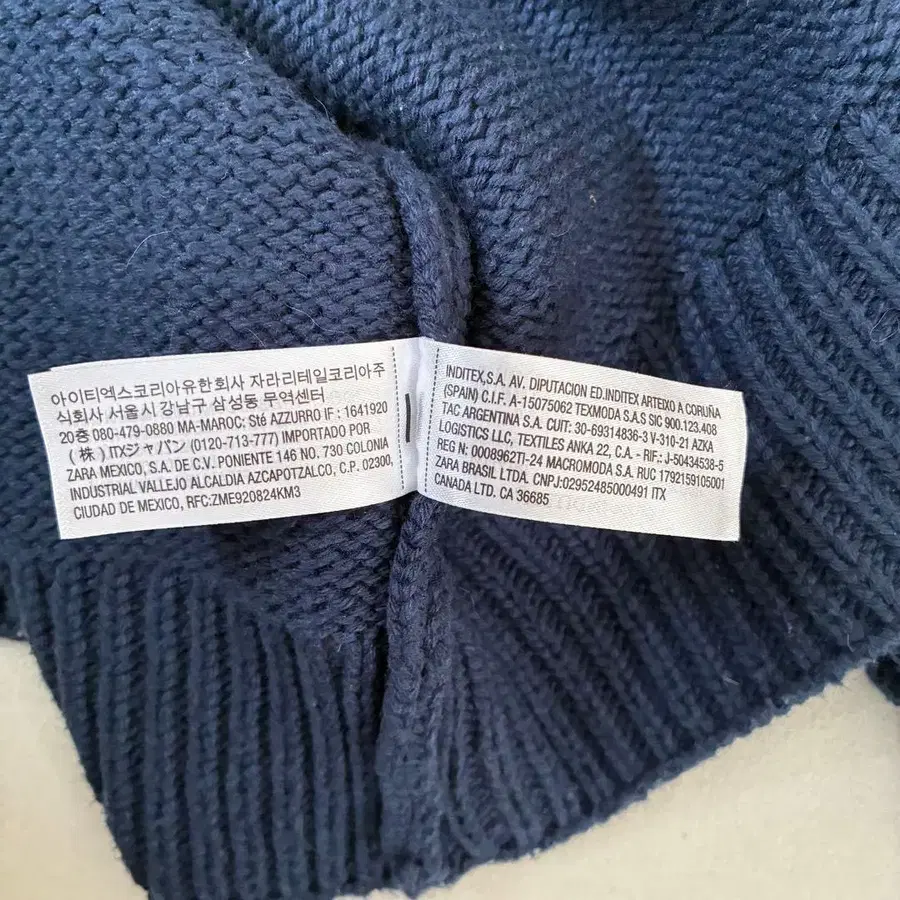 아이티엑스코리아유한회사 자라리테일코리아주
식회사 서울시 강남구 삼성동 무역센터
20층 080-479-0880 MA-MAROC: Sté AZZURRO IF : 1641920
(株) ITXジャパン (0120-713-777) IMPORTADO POR
ZARA MEXICO, S.A. DE C.V. PONIENTE 146 NO. 730 COLONIA
INDUSTRIAL VALLEJO ALCALDIA AZCAPOTZALCO, C.P. 02300,
CIUDAD DE MEXICO, RFC:ZME920824KM3
INDITEX,S.A. AV. DIPUTACION ED.INDITEX ARTEIXO A CORUÑA
(SPAIN) C.I.F. A-15075062 TEXMODA S.A.S SIC 900.123.408
TAC ARGENTINA S.A. CUIT: 30-69314836-3 V-310-21 AZKA
LOGISTICS LLC, TEXTILES ANKA 22, C.A. - RIF.: J-50434538-5
REG N: 0008962TI-24 MACROMODA S.A. RUC 1792159105001
ZARA BRASIL LTDA. CNPJ:02952485000491 ITX
CANADA LTD. CA 36685